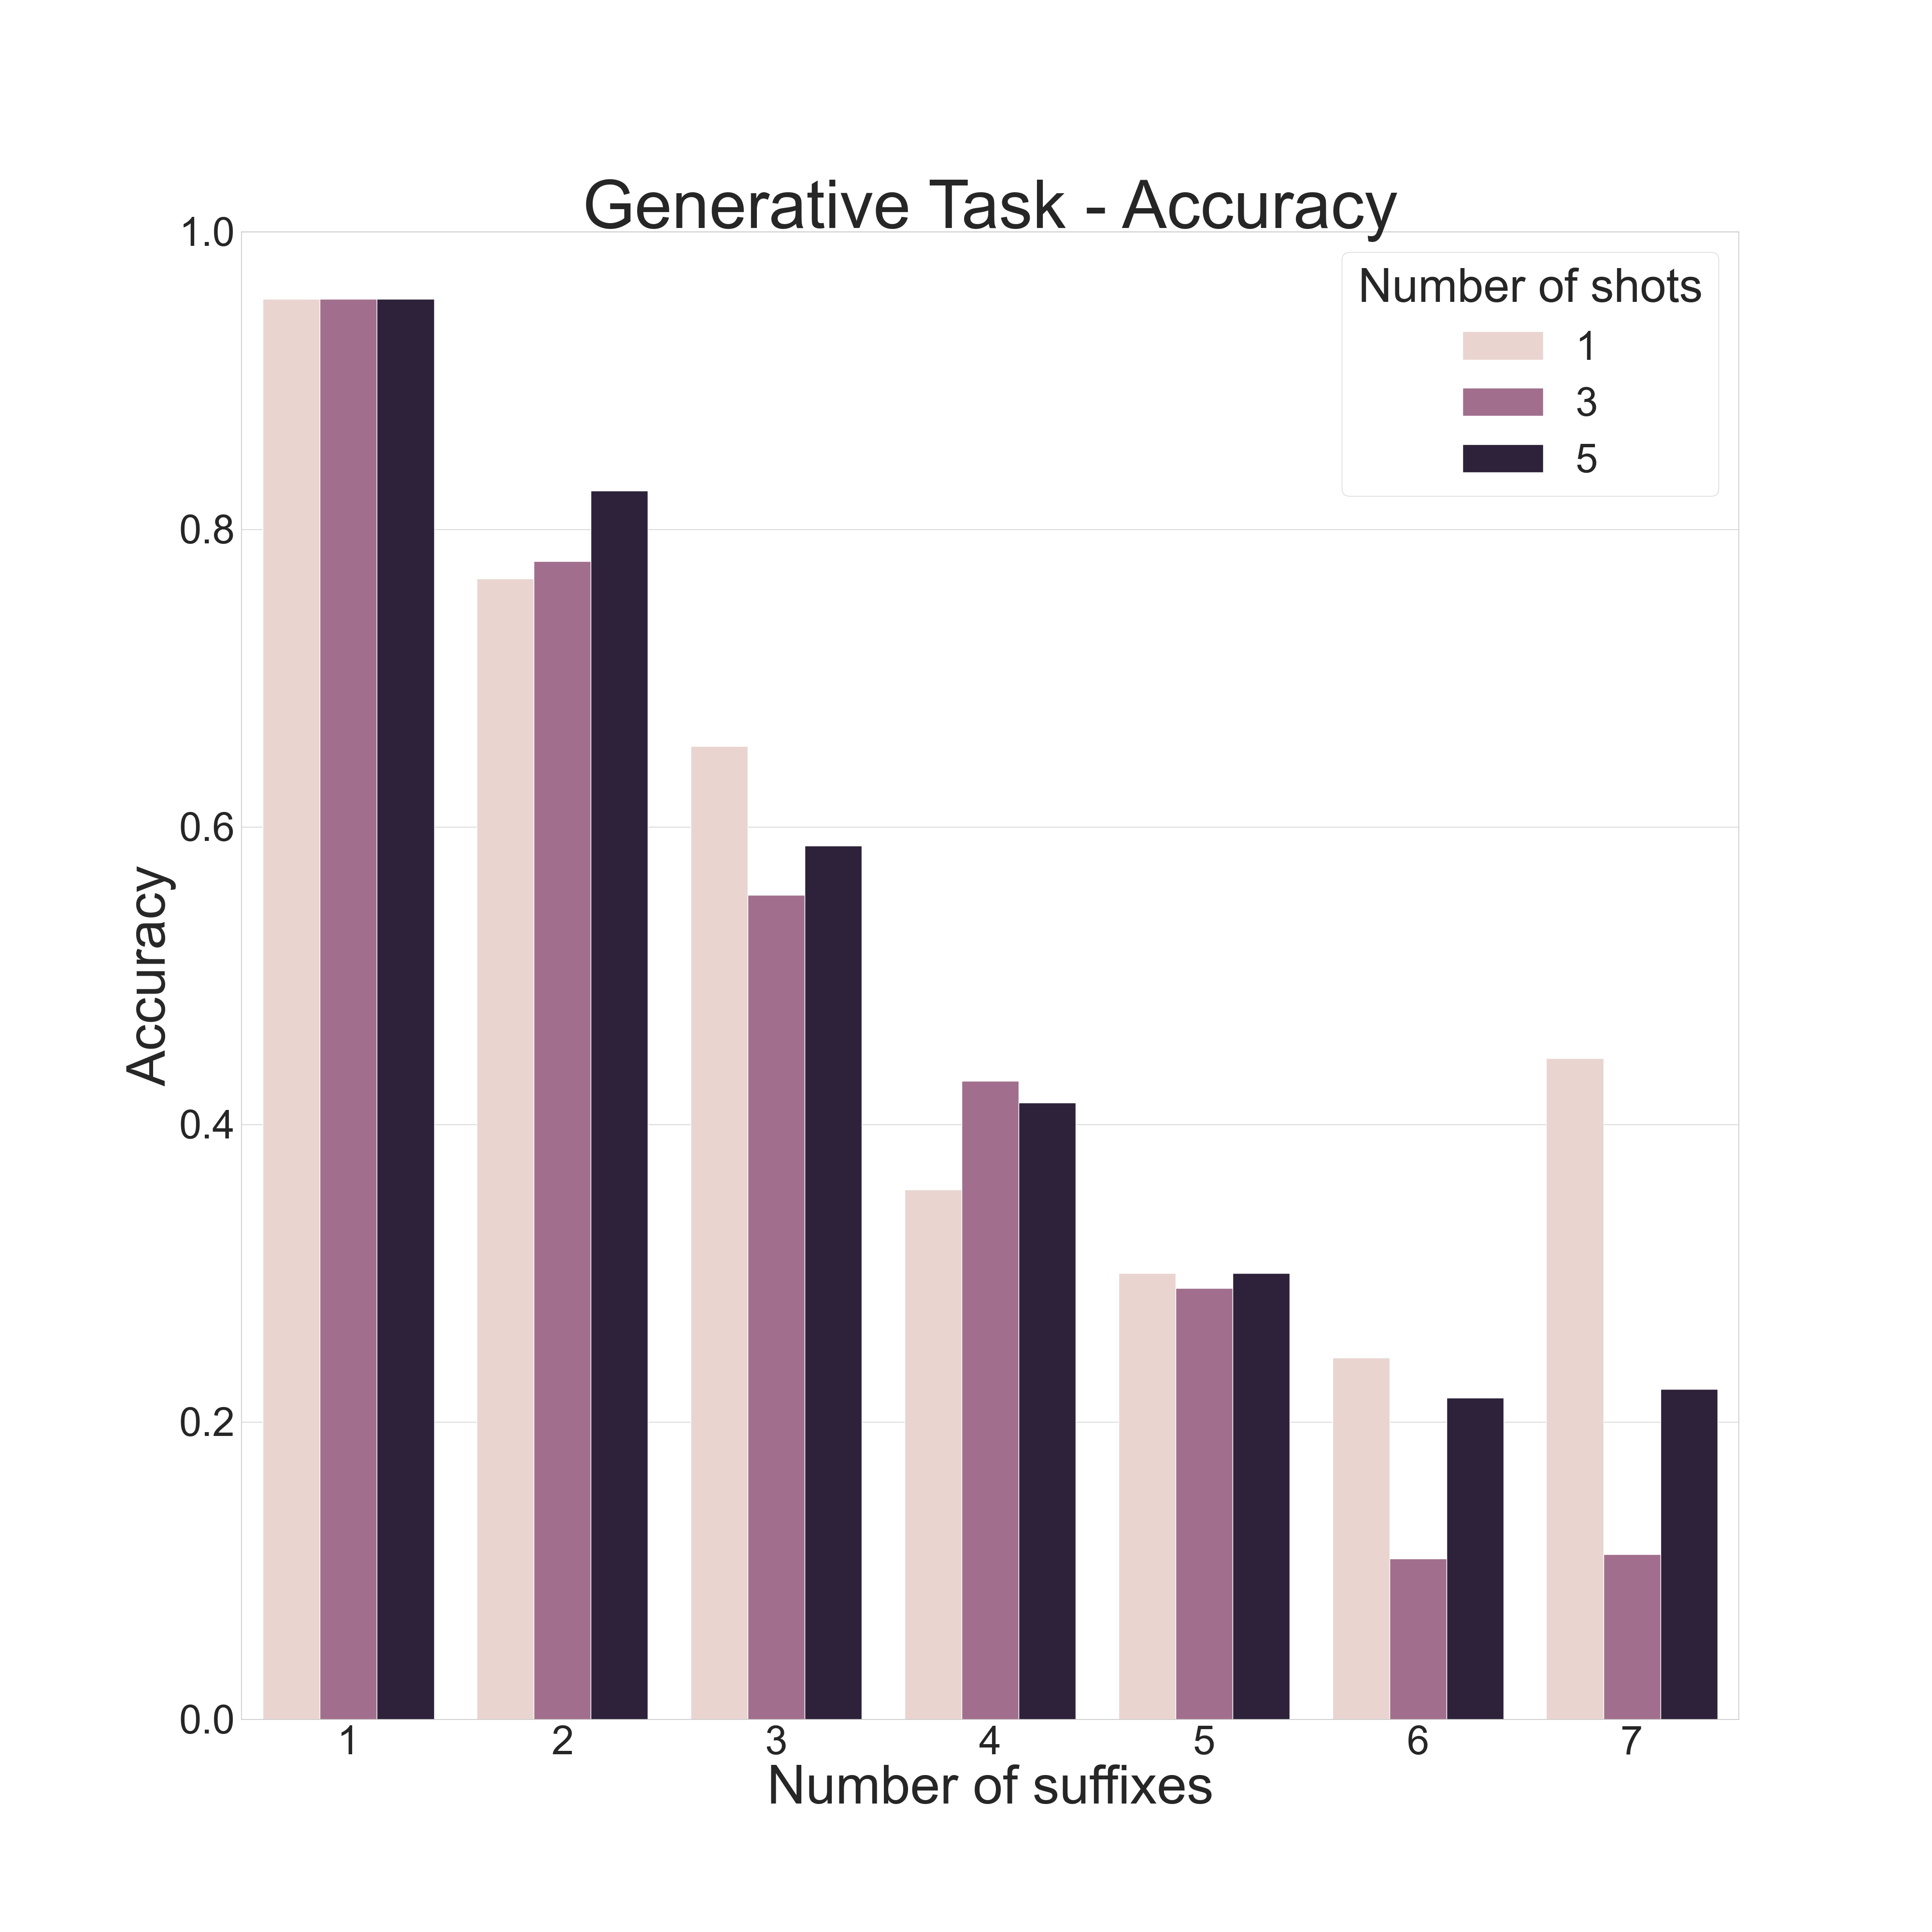 Generative Task - Accuracy
1.0
0.8
0.6
0.4
0.2
0.0
Accuracy
Number of shots
1
3
5
1 2 3 4 5 6 7
Number of suffixes